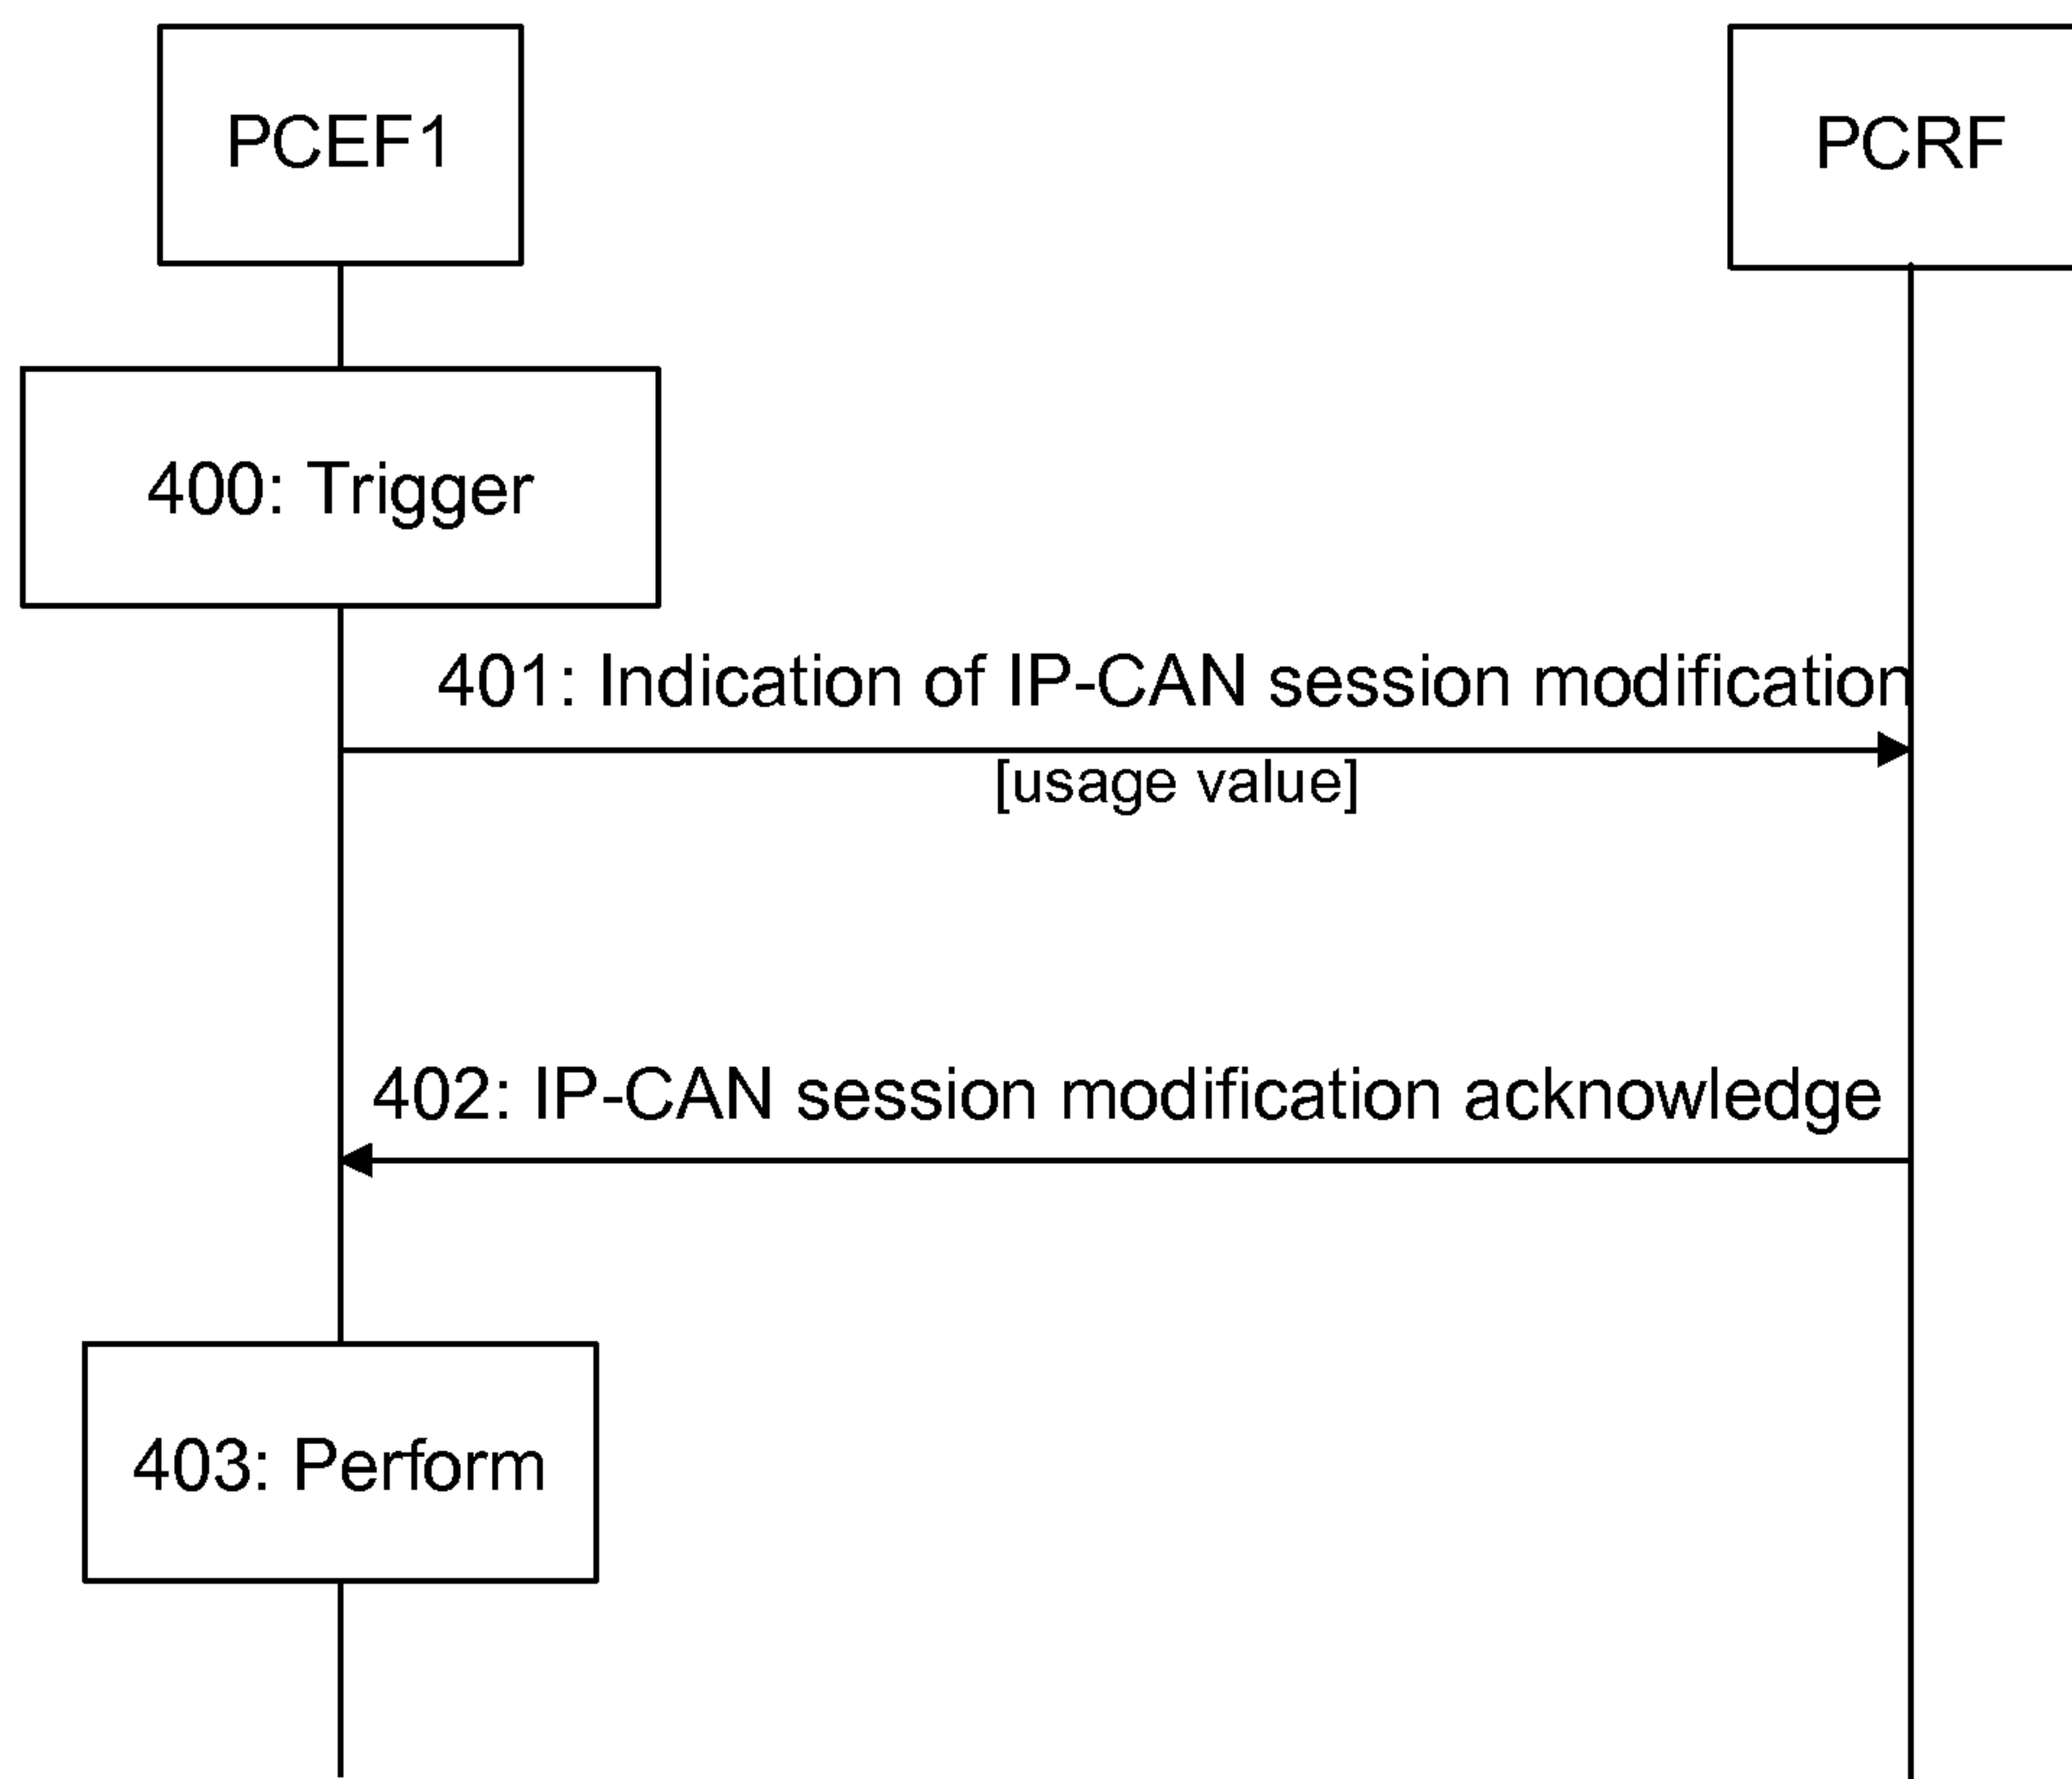 PCEF1
PCRF
400: Trigger
401: Indication of IP-CAN session modification
[usage value]
402: IP-CAN session modification acknowledge
403: Perform